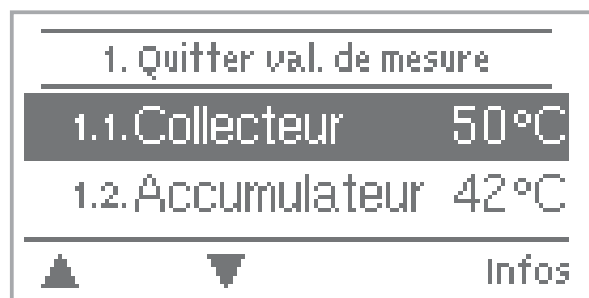 1. Quitter val. de mesure
1.1. Collecteur 50°C
1.2. Accumulateur 42°C
Infos